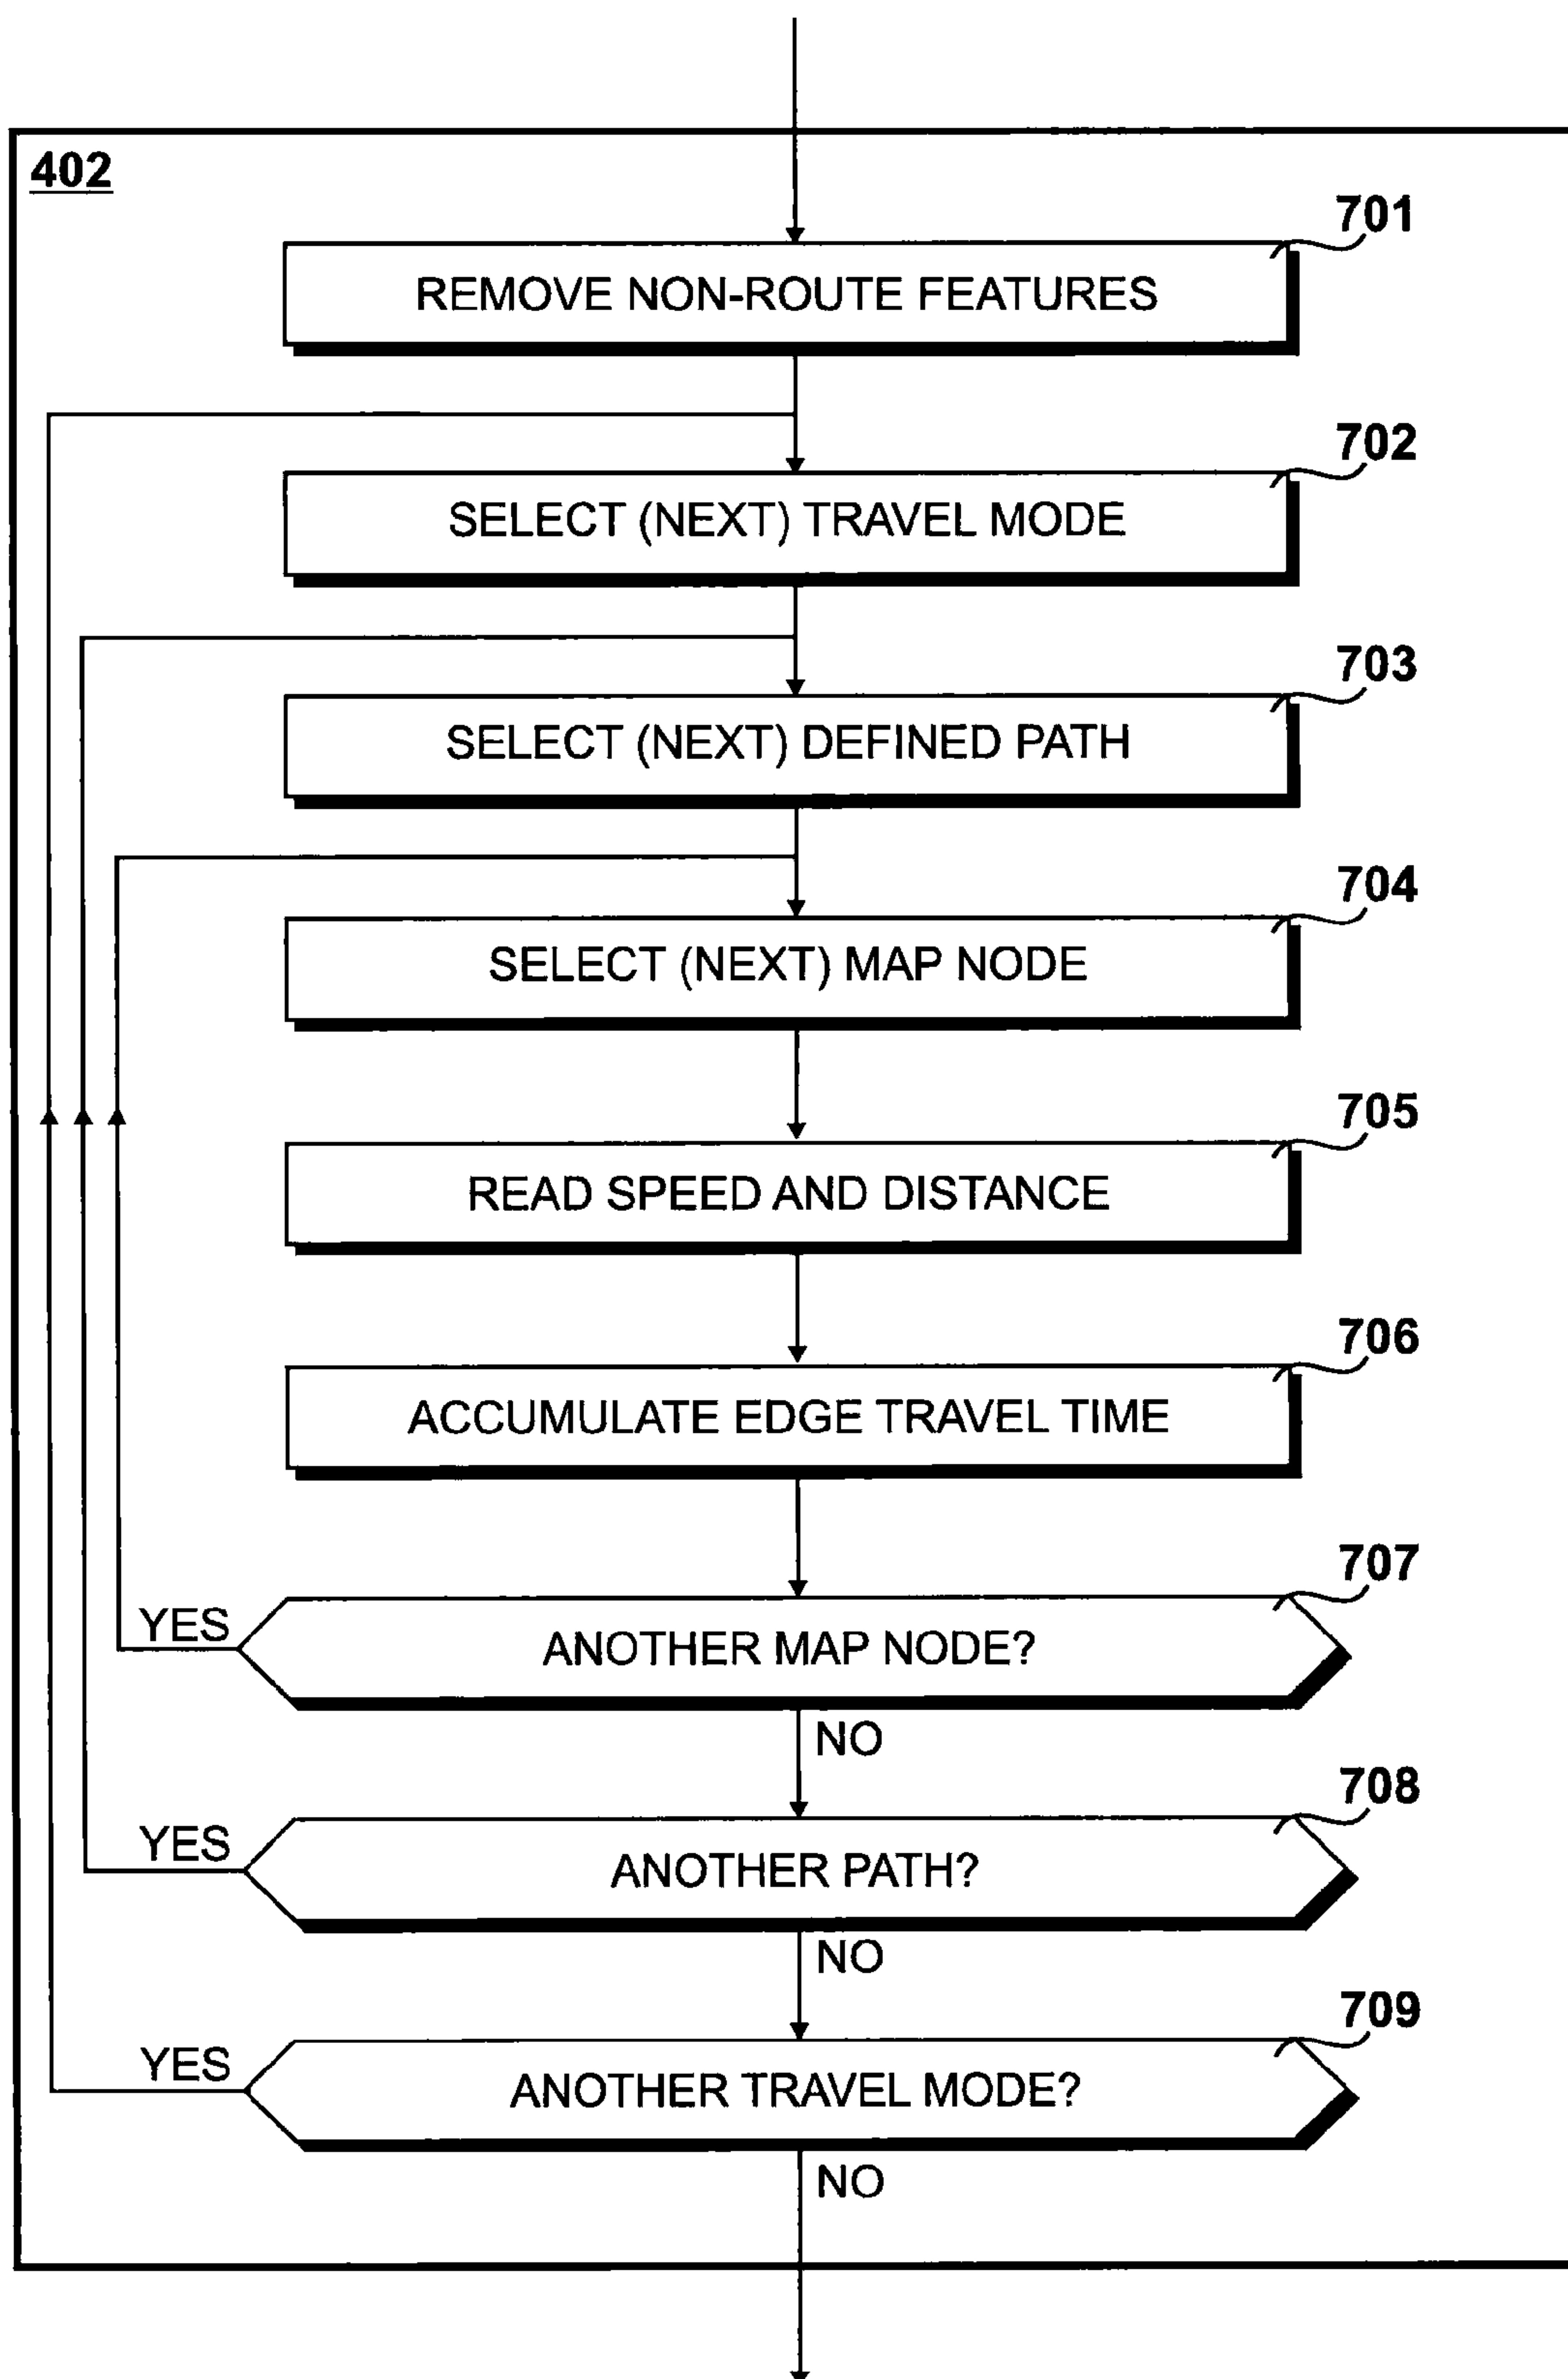 402
701
REMOVE NON-ROUTE FEATURES
702
SELECT (NEXT) TRAVEL MODE
703
SELECT (NEXT) DEFINED PATH
704
SELECT (NEXT) MAP NODE
705
READ SPEED AND DISTANCE
706
ACCUMULATE EDGE TRAVEL TIME
707
YES
ANOTHER MAP NODE?
NO
708
YES
ANOTHER PATH?
NO
709
YES
ANOTHER TRAVEL MODE?
NO